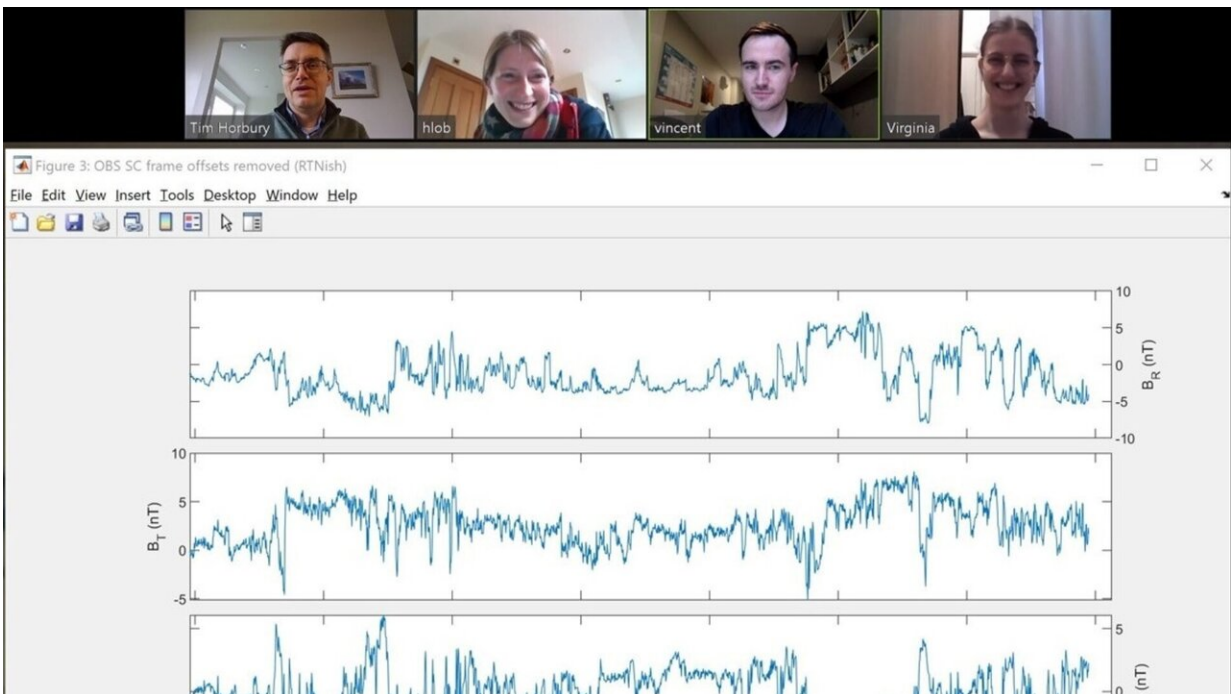 Tim Horbury
hlob
vincent
Virginia
Figure 3: OBS SC frame offsets removed (RTNish)
File Edit View Insert Tools Desktop Window Help
10
5
0
-5
-10
B_R (nT)
10
5
0
-5
B_T (nT)
5
0
(nT)